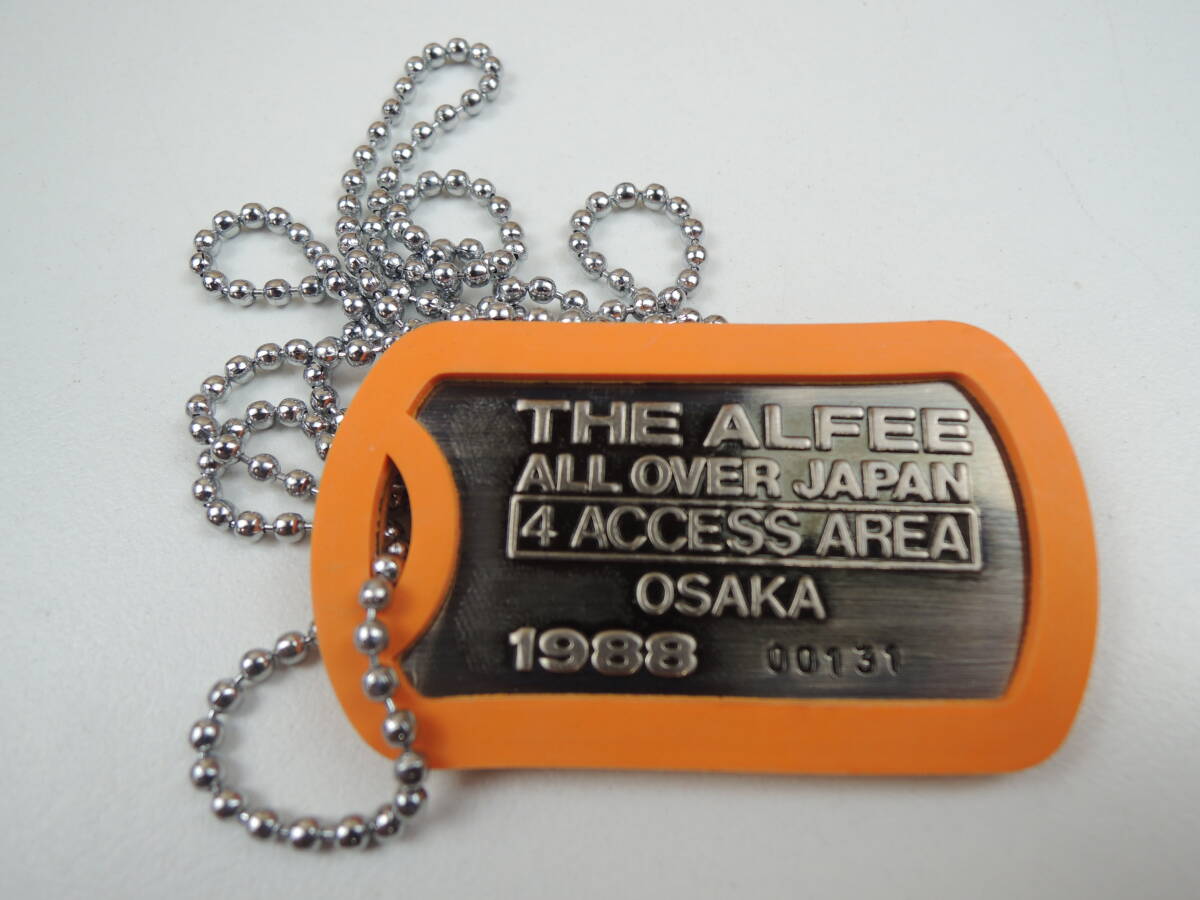 THE ALFEE
ALL OVER JAPAN
4 ACCESS AREA
OSAKA
1988 00131